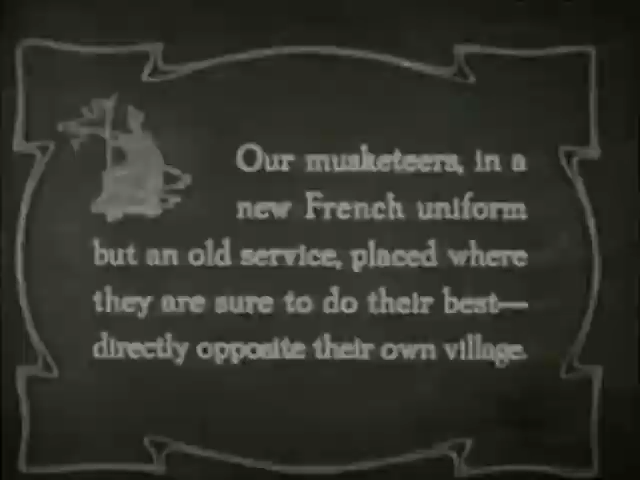 Our musketeers, in a
new French uniform
but an old service, placed where
they are sure to do their best—
directly opposite their own village.